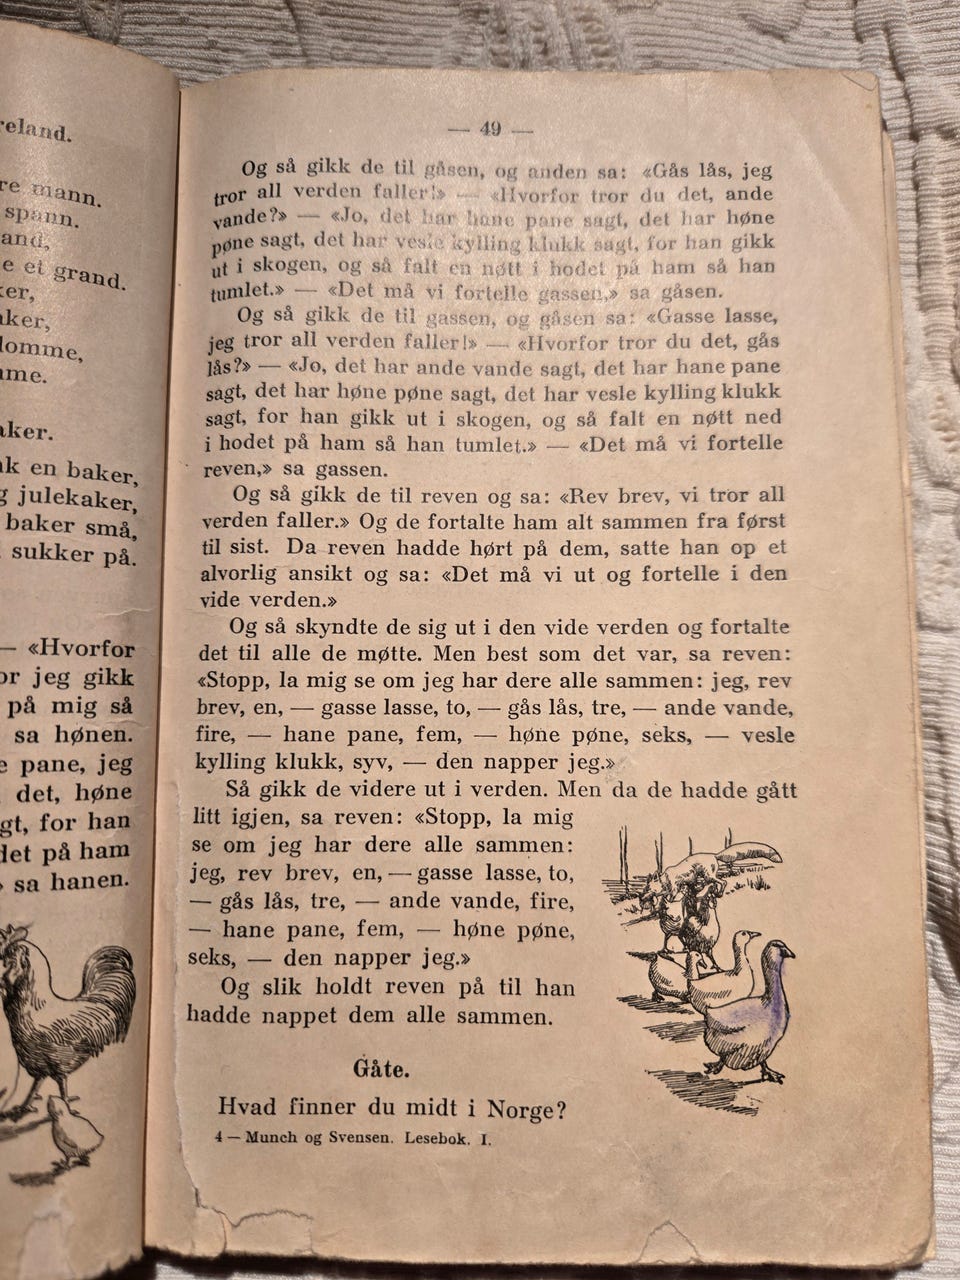 reland.
re mann.
spann.
and,
e et grand.
ker,
aker,
lomme,
mme.
aker.
ak en baker,
g julekaker,
baker små,
sukker på.
— «Hvorfor
or jeg gikk
på mig så
sa hønen.
e pane, jeg
det, høne
gt, for han
det på ham
» sa hanen.
— 49 —
Og så gikk de til gåsen, og anden sa: «Gås lås, jeg
tror all verden faller!» — «Hvorfor tror du det, ande
vande?» — «Jo, det har hane pane sagt, det har høne
pøne sagt, det har vesle kylling klukk sagt, for han gikk
ut i skogen, og så falt en nøtt i hodet på ham så han
tumlet.» — «Det må vi fortelle gassen,» sa gåsen.
Og så gikk de til gassen, og gåsen sa: «Gasse lasse,
jeg tror all verden faller!» — «Hvorfor tror du det, gås
lås?» — «Jo, det har ande vande sagt, det har hane pane
sagt, det har høne pøne sagt, det har vesle kylling klukk
sagt, for han gikk ut i skogen, og så falt en nøtt ned
i hodet på ham så han tumlet.» — «Det må vi fortelle
reven,» sa gassen.
Og så gikk de til reven og sa: «Rev brev, vi tror all
verden faller.» Og de fortalte ham alt sammen fra først
til sist. Da reven hadde hørt på dem, satte han op et
alvorlig ansikt og sa: «Det må vi ut og fortelle i den
vide verden.»
Og så skyndte de sig ut i den vide verden og fortalte
det til alle de møtte. Men best som det var, sa reven:
«Stopp, la mig se om jeg har dere alle sammen: jeg, rev
brev, en, — gasse lasse, to, — gås lås, tre, — ande vande,
fire, — hane pane, fem, — høne pøne, seks, — vesle
kylling klukk, syv, — den napper jeg.»
Så gikk de videre ut i verden. Men da de hadde gått
litt igjen, sa reven: «Stopp, la mig
se om jeg har dere alle sammen:
jeg, rev brev, en, — gasse lasse, to,
— gås lås, tre, — ande vande, fire,
— hane pane, fem, — høne pøne,
seks, — den napper jeg.»
Og slik holdt reven på til han
hadde nappet dem alle sammen.
Gåte.
Hvad finner du midt i Norge?
4 — Munch og Svensen. Lesebok. I.